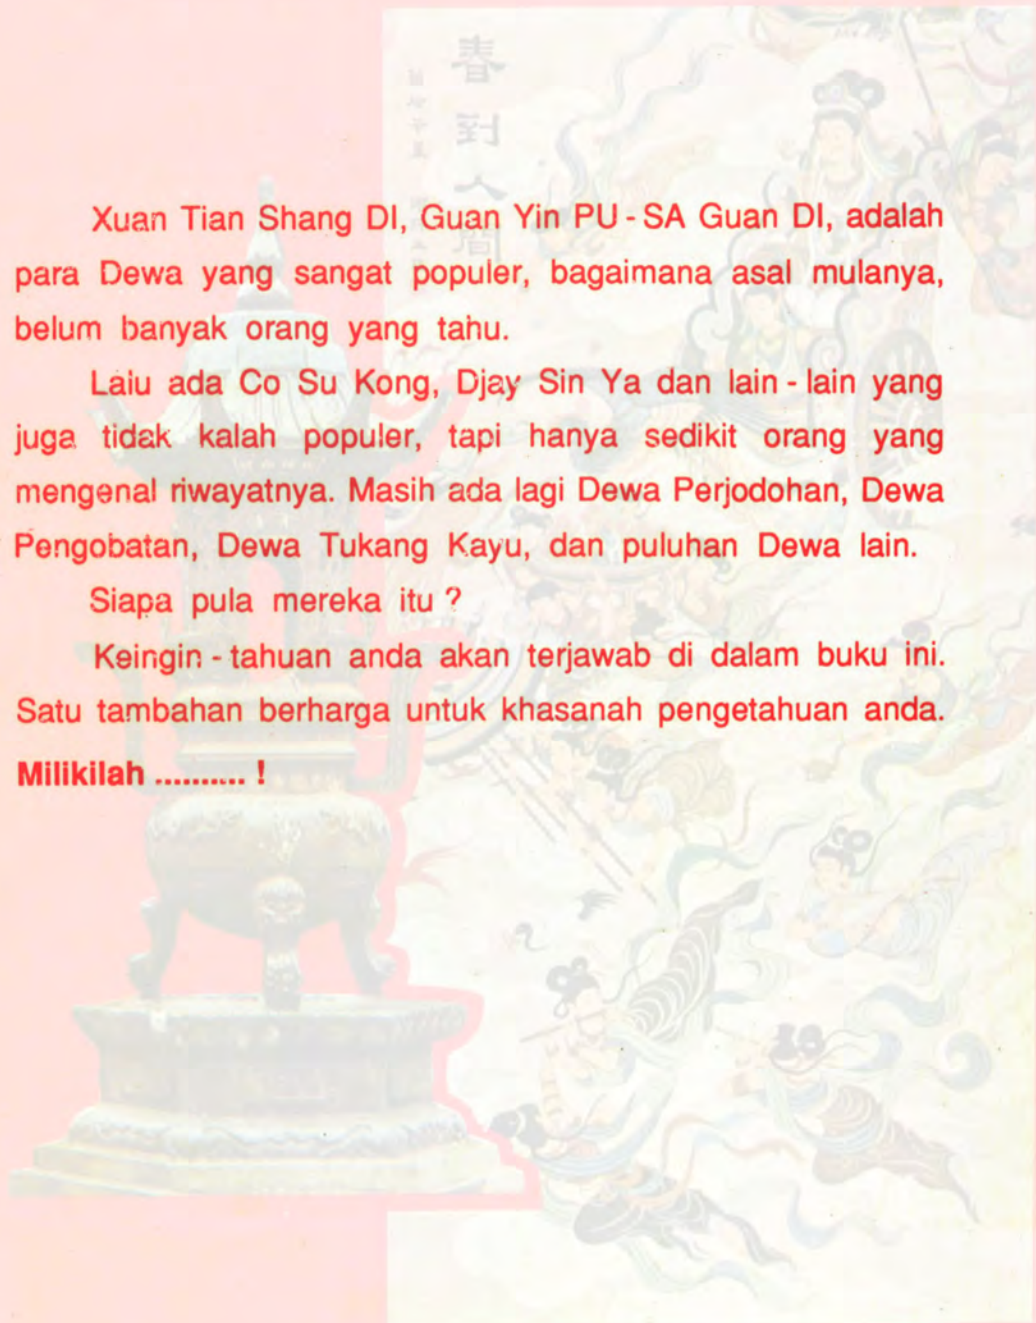 春到人間
Xuan Tian Shang DI, Guan Yin PU - SA Guan DI, adalah
para Dewa yang sangat populer, bagaimana asal mulanya,
belum banyak orang yang tahu.
Lalu ada Co Su Kong, Djay Sin Ya dan lain - lain yang
juga tidak kalah populer, tapi hanya sedikit orang yang
mengenal riwayatnya. Masih ada lagi Dewa Perjodohan, Dewa
Pengobatan, Dewa Tukang Kayu, dan puluhan Dewa lain.
Siapa pula mereka itu ?
Keingin - tahuan anda akan terjawab di dalam buku ini.
Satu tambahan berharga untuk khasanah pengetahuan anda.
Milikilah .......... !